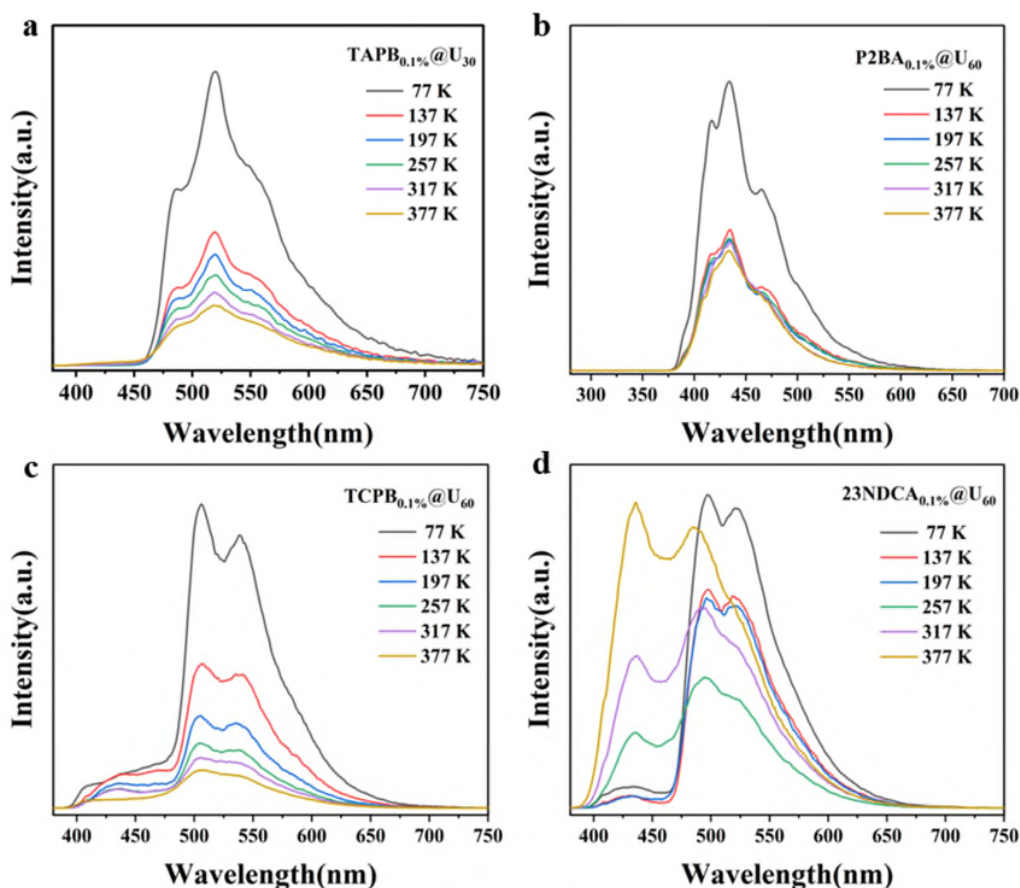 a
TAPB0.1%@U30
77 K
137 K
197 K
257 K
317 K
377 K
Intensity(a.u.)
400 450 500 550 600 650 700 750
Wavelength(nm)
b
P2BA0.1%@U60
77 K
137 K
197 K
257 K
317 K
377 K
Intensity(a.u.)
300 350 400 450 500 550 600 650 700
Wavelength(nm)
c
TCPB0.1%@U60
77 K
137 K
197 K
257 K
317 K
377 K
Intensity(a.u.)
400 450 500 550 600 650 700 750
Wavelength(nm)
d
23NDCA0.1%@U60
77 K
137 K
197 K
257 K
317 K
377 K
Intensity(a.u.)
400 450 500 550 600 650 700 750
Wavelength(nm)